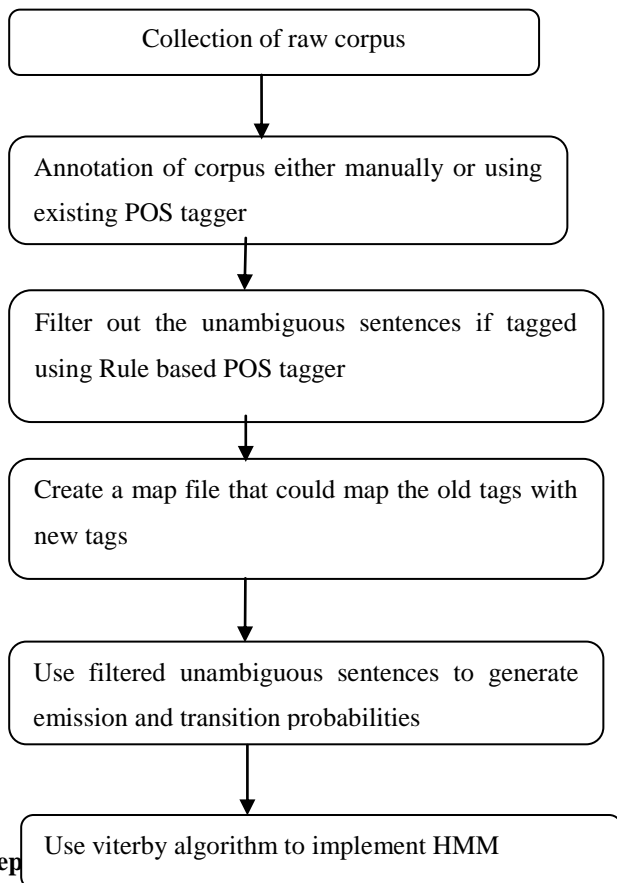 Collection of raw corpus
Annotation of corpus either manually or using
existing POS tagger
Filter out the unambiguous sentences if tagged
using Rule based POS tagger
Create a map file that could map the old tags with
new tags
Use filtered unambiguous sentences to generate
emission and transition probabilities
Use viterby algorithm to implement HMM
ep